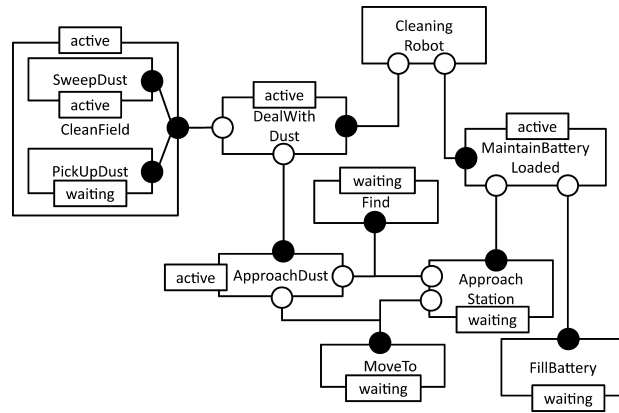 Cleaning
Robot
active
SweepDust
active
CleanField
PickUpDust
waiting
active
DealWith
Dust
active
MaintainBattery
Loaded
waiting
Find
active
ApproachDust
Approach
Station
waiting
MoveTo
waiting
FillBattery
waiting